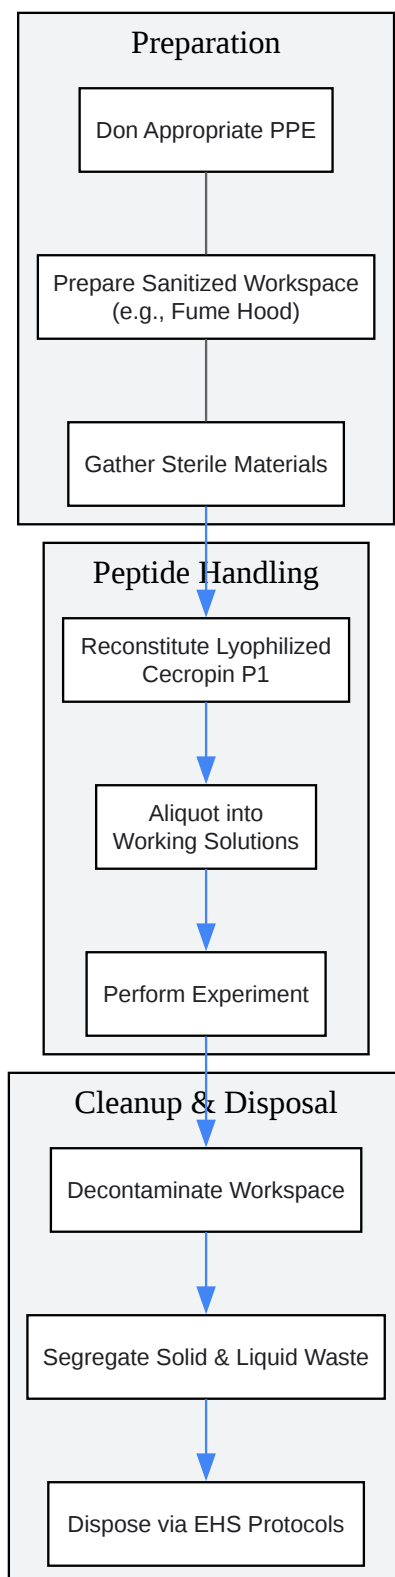 Preparation
Don Appropriate PPE
Prepare Sanitized Workspace
(e.g., Fume Hood)
Gather Sterile Materials
Peptide Handling
Reconstitute Lyophilized
Cecropin P1
Aliquot into
Working Solutions
Perform Experiment
Cleanup & Disposal
Decontaminate Workspace
Segregate Solid & Liquid Waste
Dispose via EHS Protocols